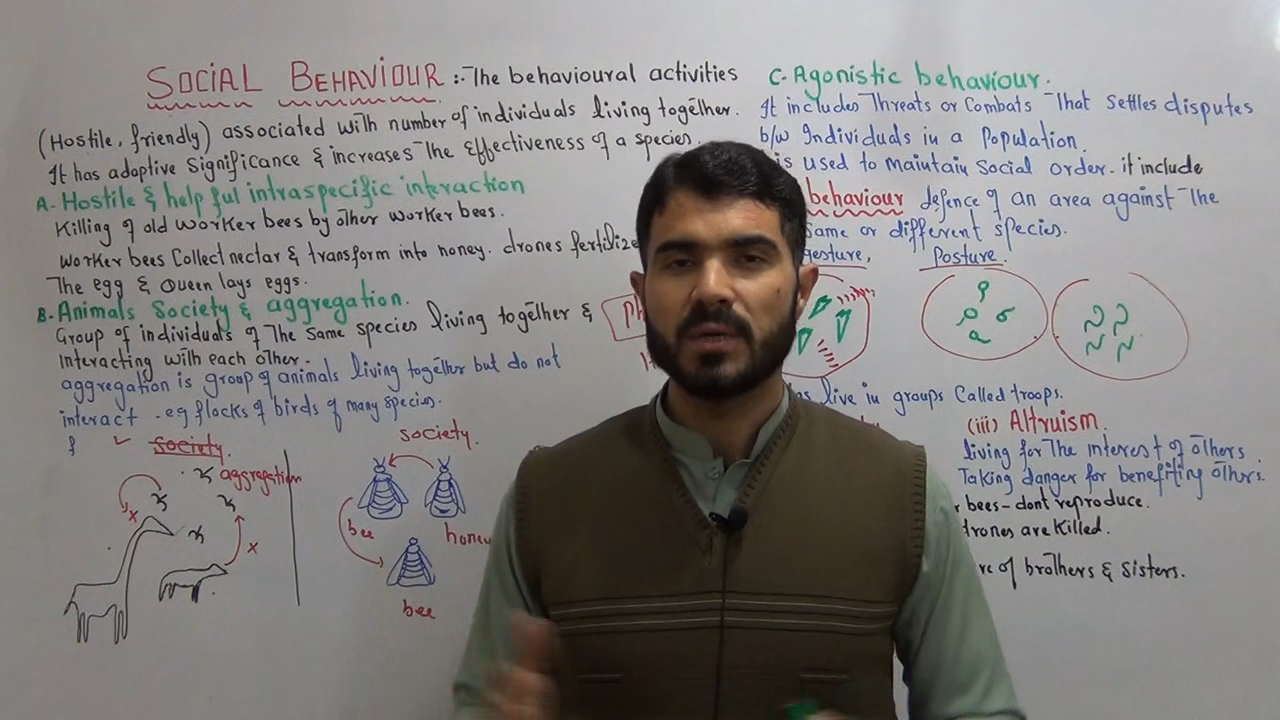 SOCIAL BEHAVIOUR :- The behavioural activities
(Hostile, friendly) associated with number of individuals living together.
It has adoptive significance & increases The effectiveness of a species.
A- Hostile & helpful intraspecific interaction
Killing of old worker bees by other worker bees.
worker bees Collect nectar & transform into honey. drones fertilize
The egg & Queen lays eggs.
B- Animals Society & aggregation.
Group of individuals of The same species living together &
interacting with each other.
aggregation is group of animals living together but do not
interact - eg flocks of birds of many species.
society
aggregation
x
x
society.
bee
bee
C- Agonistic behaviour.
It includes Threats or Combats That settles disputes
b/w Individuals in a Population.
is used to maintain Social order. it include
behaviour defence of an area against The
same or different species.
gesture, Posture.
live in groups Called troops.
(iii) Altruism.
living for The interest of others.
Taking danger for benefiting others.
bees - dont reproduce.
drones are Killed.
of brothers & Sisters.